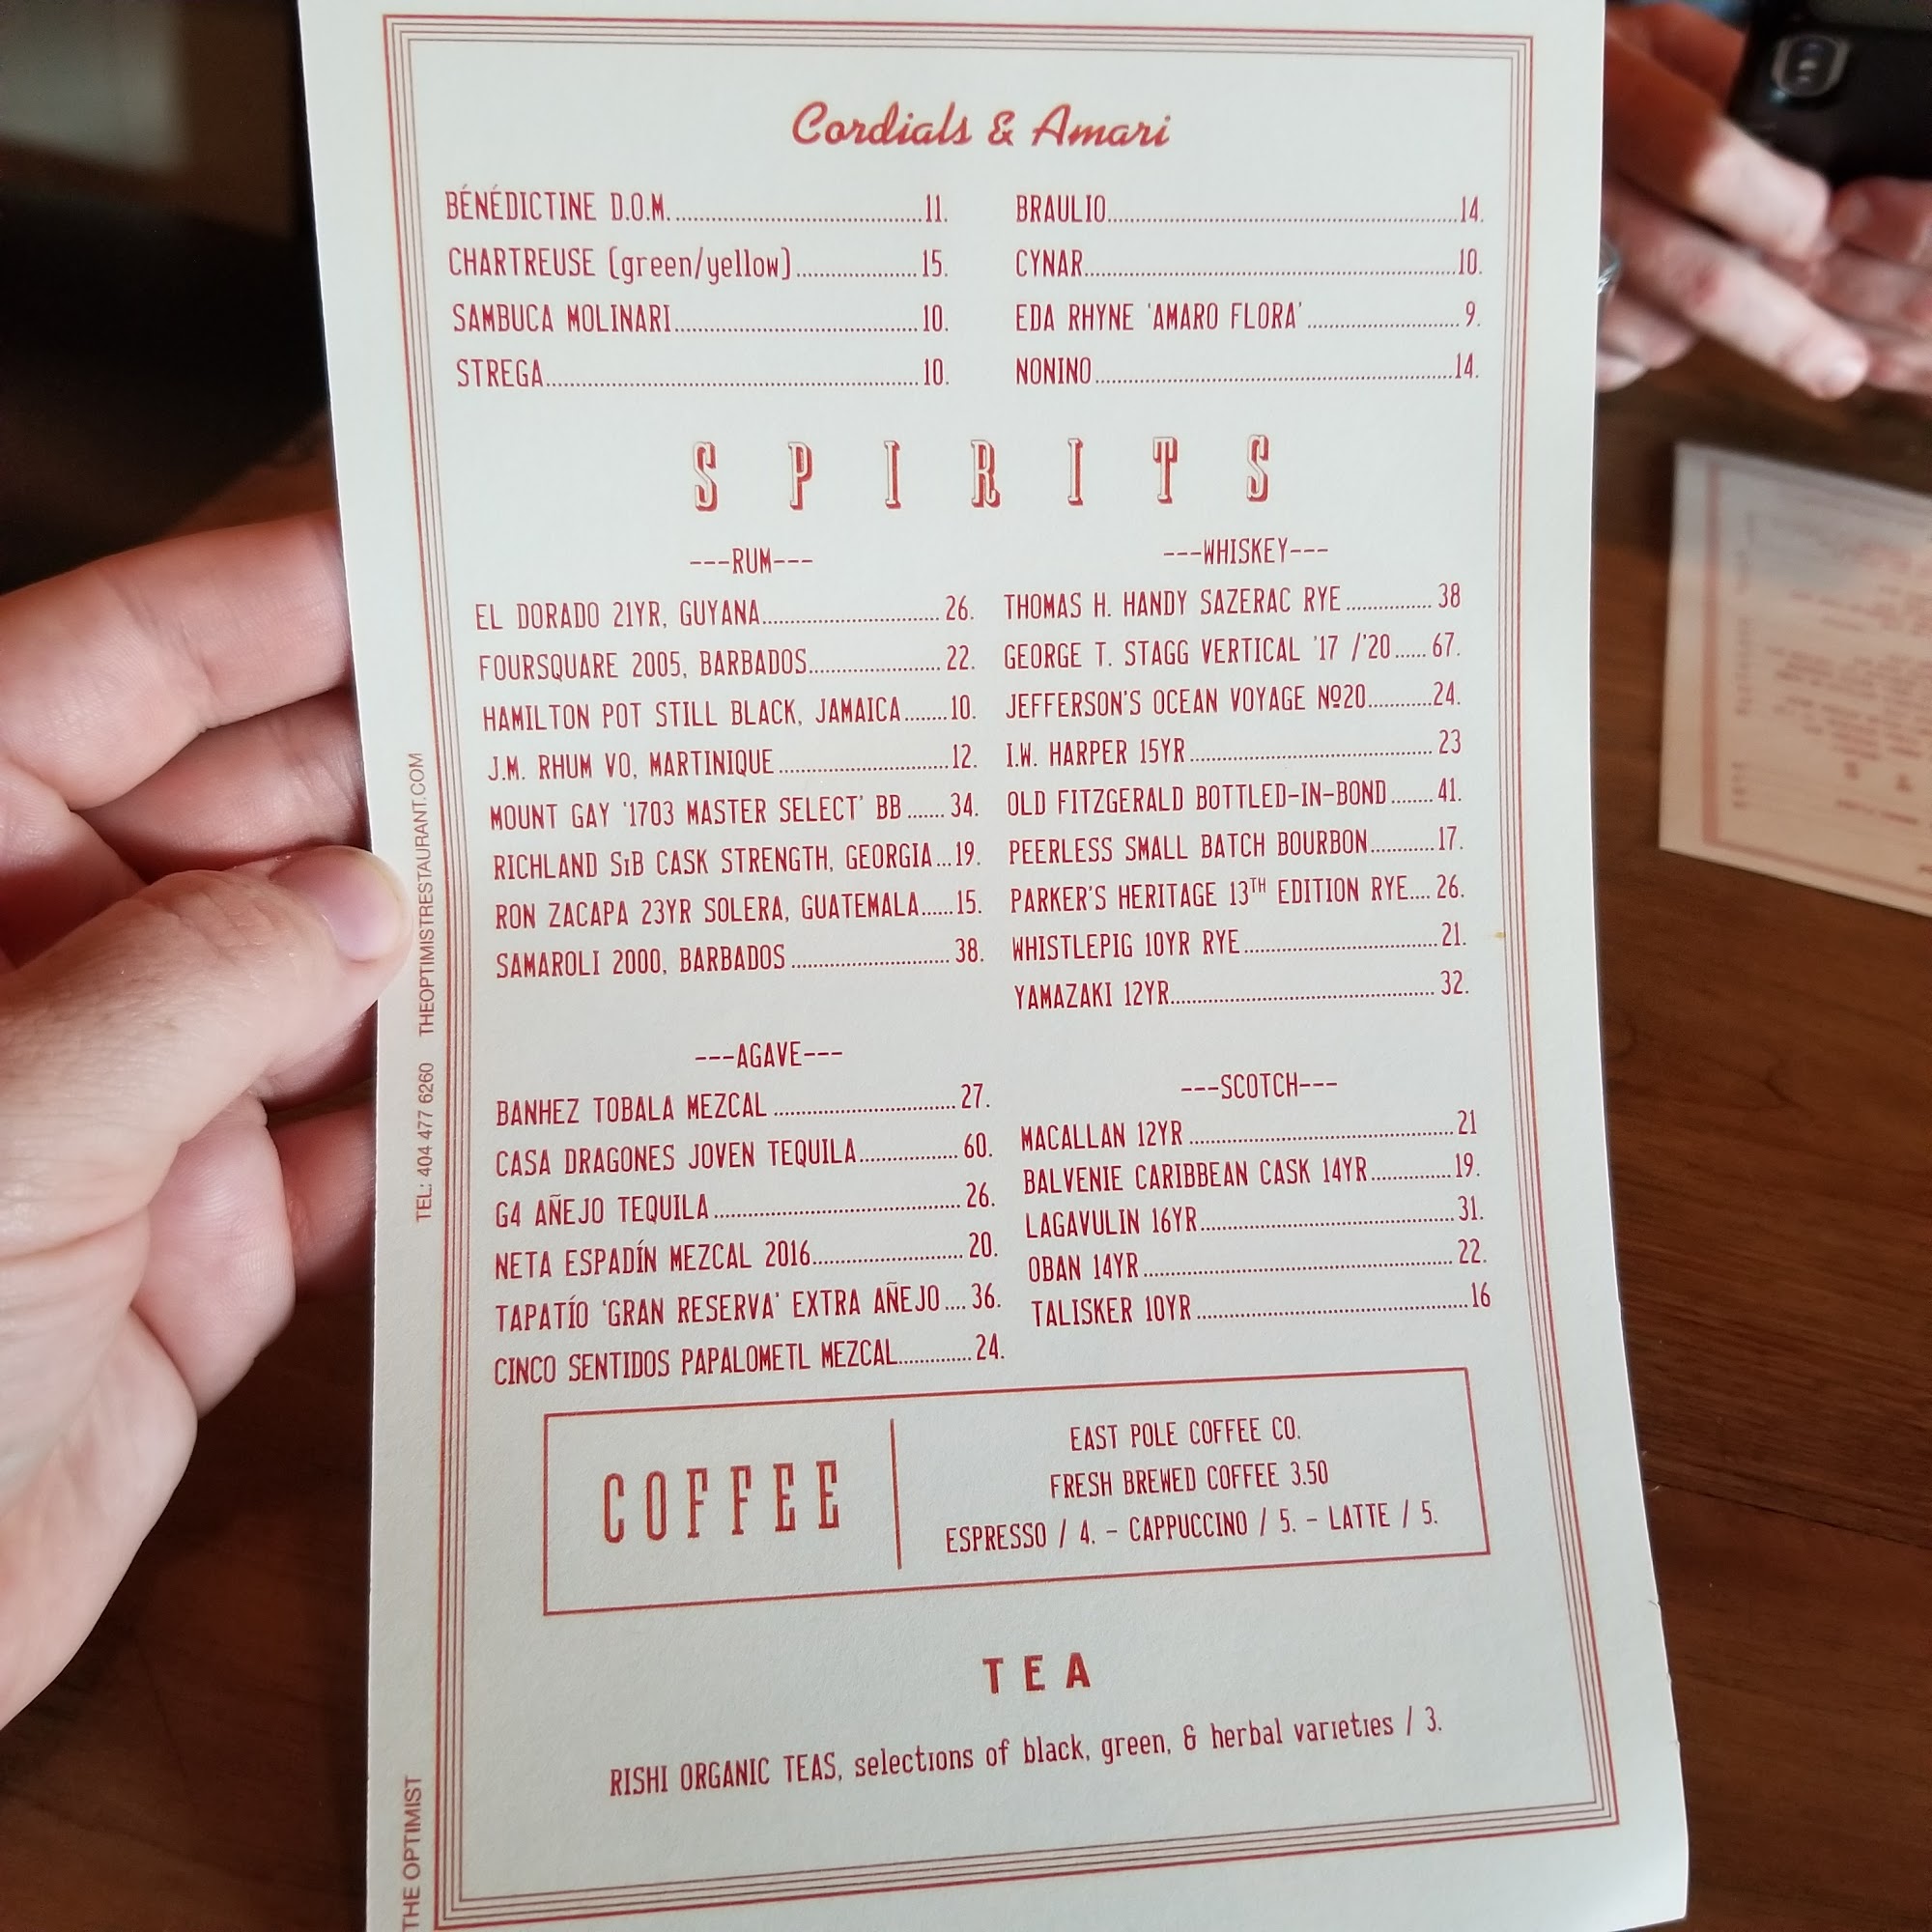 Cordials & Amari
BÉNÉDICTINE D.O.M. 11.
CHARTREUSE (green/yellow) 15.
SAMBUCA MOLINARI 10.
STREGA 10.
BRAULIO 14.
CYNAR 10.
EDA RHYNE 'AMARO FLORA' 9.
NONINO 14.
SPIRITS
---RUM---
EL DORADO 21YR, GUYANA 26.
FOURSQUARE 2005, BARBADOS 22.
HAMILTON POT STILL BLACK, JAMAICA 10.
J.M. RHUM VO, MARTINIQUE 12.
MOUNT GAY '1703 MASTER SELECT' BB 34.
RICHLAND SiB CASK STRENGTH, GEORGIA 19.
RON ZACAPA 23YR SOLERA, GUATEMALA 15.
SAMAROLI 2000, BARBADOS 38.
---AGAVE---
BANHEZ TOBALA MEZCAL 27.
CASA DRAGONES JOVEN TEQUILA 60.
G4 AÑEJO TEQUILA 26.
NETA ESPADÍN MEZCAL 2016 20.
TAPATÍO 'GRAN RESERVA' EXTRA AÑEJO 36.
CINCO SENTIDOS PAPALOMETL MEZCAL 24.
---WHISKEY---
THOMAS H. HANDY SAZERAC RYE 38
GEORGE T. STAGG VERTICAL '17 /'20 67.
JEFFERSON'S OCEAN VOYAGE №20 24.
I.W. HARPER 15YR 23
OLD FITZGERALD BOTTLED-IN-BOND 41.
PEERLESS SMALL BATCH BOURBON 17.
PARKER'S HERITAGE 13TH EDITION RYE 26.
WHISTLEPIG 10YR RYE 21.
YAMAZAKI 12YR 32.
---SCOTCH---
MACALLAN 12YR 21
BALVENIE CARIBBEAN CASK 14YR 19.
LAGAVULIN 16YR 31.
OBAN 14YR 22.
TALISKER 10YR 16
COFFEE
EAST POLE COFFEE CO.
FRESH BREWED COFFEE 3.50
ESPRESSO / 4. - CAPPUCCINO / 5. - LATTE / 5.
TEA
RISHI ORGANIC TEAS, selections of black, green, & herbal varieties / 3.
THE OPTIMIST
TEL: 404 477 6260 THEOPTIMISTRESTAURANT.COM